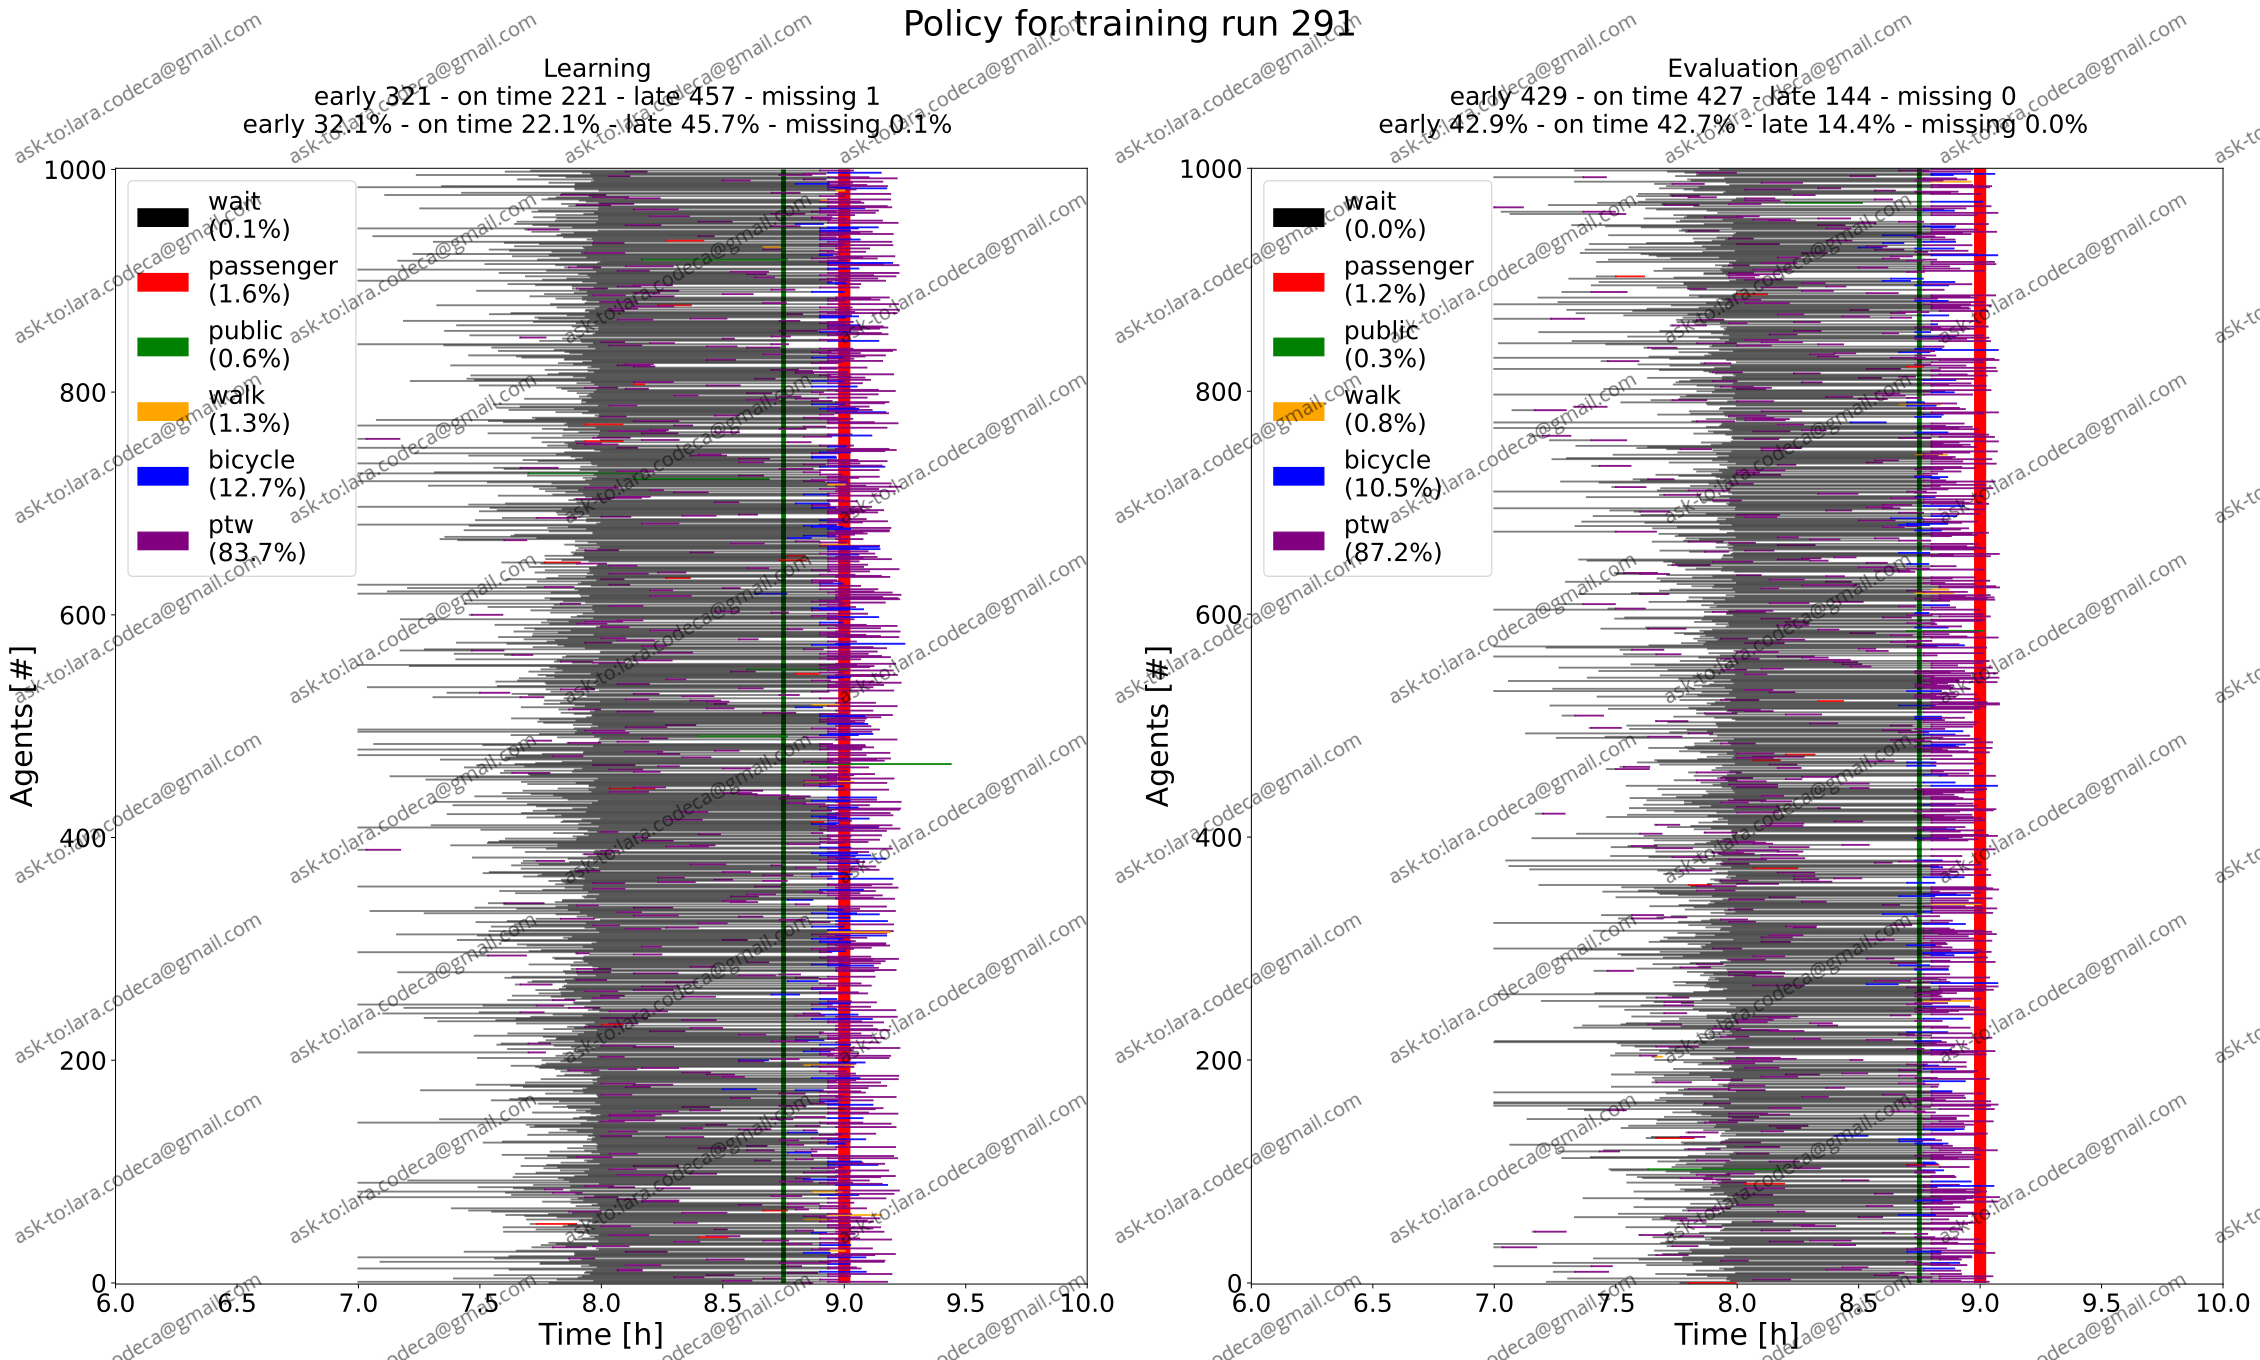 Policy for training run 291
Learning
early 321 - on time 221 - late 457 - missing 1
early 32.1% - on time 22.1% - late 45.7% - missing 0.1%
1000
800
600
400
200
0
Agents [#]
wait
(0.1%)
passenger
(1.6%)
public
(0.6%)
walk
(1.3%)
bicycle
(12.7%)
ptw
(83.7%)
6.0 6.5 7.0 7.5 8.0 8.5 9.0 9.5 10.0
Time [h]
Evaluation
early 429 - on time 427 - late 144 - missing 0
early 42.9% - on time 42.7% - late 14.4% - missing 0.0%
1000
800
600
400
200
0
Agents [#]
wait
(0.0%)
passenger
(1.2%)
public
(0.3%)
walk
(0.8%)
bicycle
(10.5%)
ptw
(87.2%)
6.0 6.5 7.0 7.5 8.0 8.5 9.0 9.5 10.0
Time [h]
ask-to:lara.codeca@gmail.com